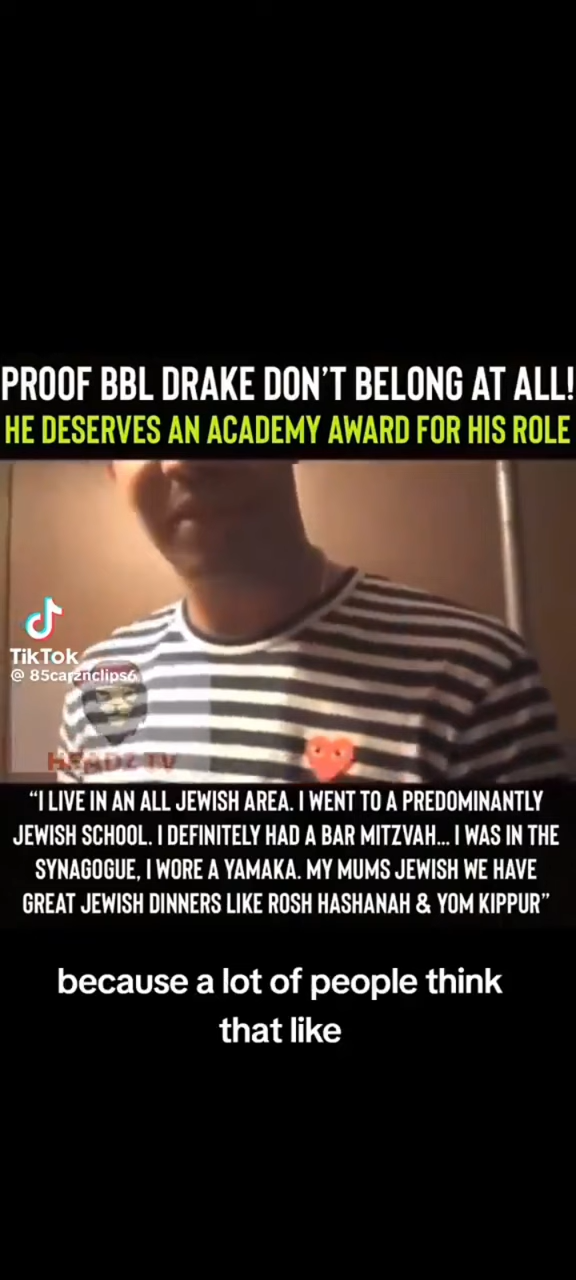 PROOF BBL DRAKE DON'T BELONG AT ALL!
HE DESERVES AN ACADEMY AWARD FOR HIS ROLE
TikTok
@ 85carznclips6
HEADZ TV
"I LIVE IN AN ALL JEWISH AREA. I WENT TO A PREDOMINANTLY
JEWISH SCHOOL. I DEFINITELY HAD A BAR MITZVAH... I WAS IN THE
SYNAGOGUE, I WORE A YAMAKA. MY MUMS JEWISH WE HAVE
GREAT JEWISH DINNERS LIKE ROSH HASHANAH & YOM KIPPUR"
because a lot of people think
that like